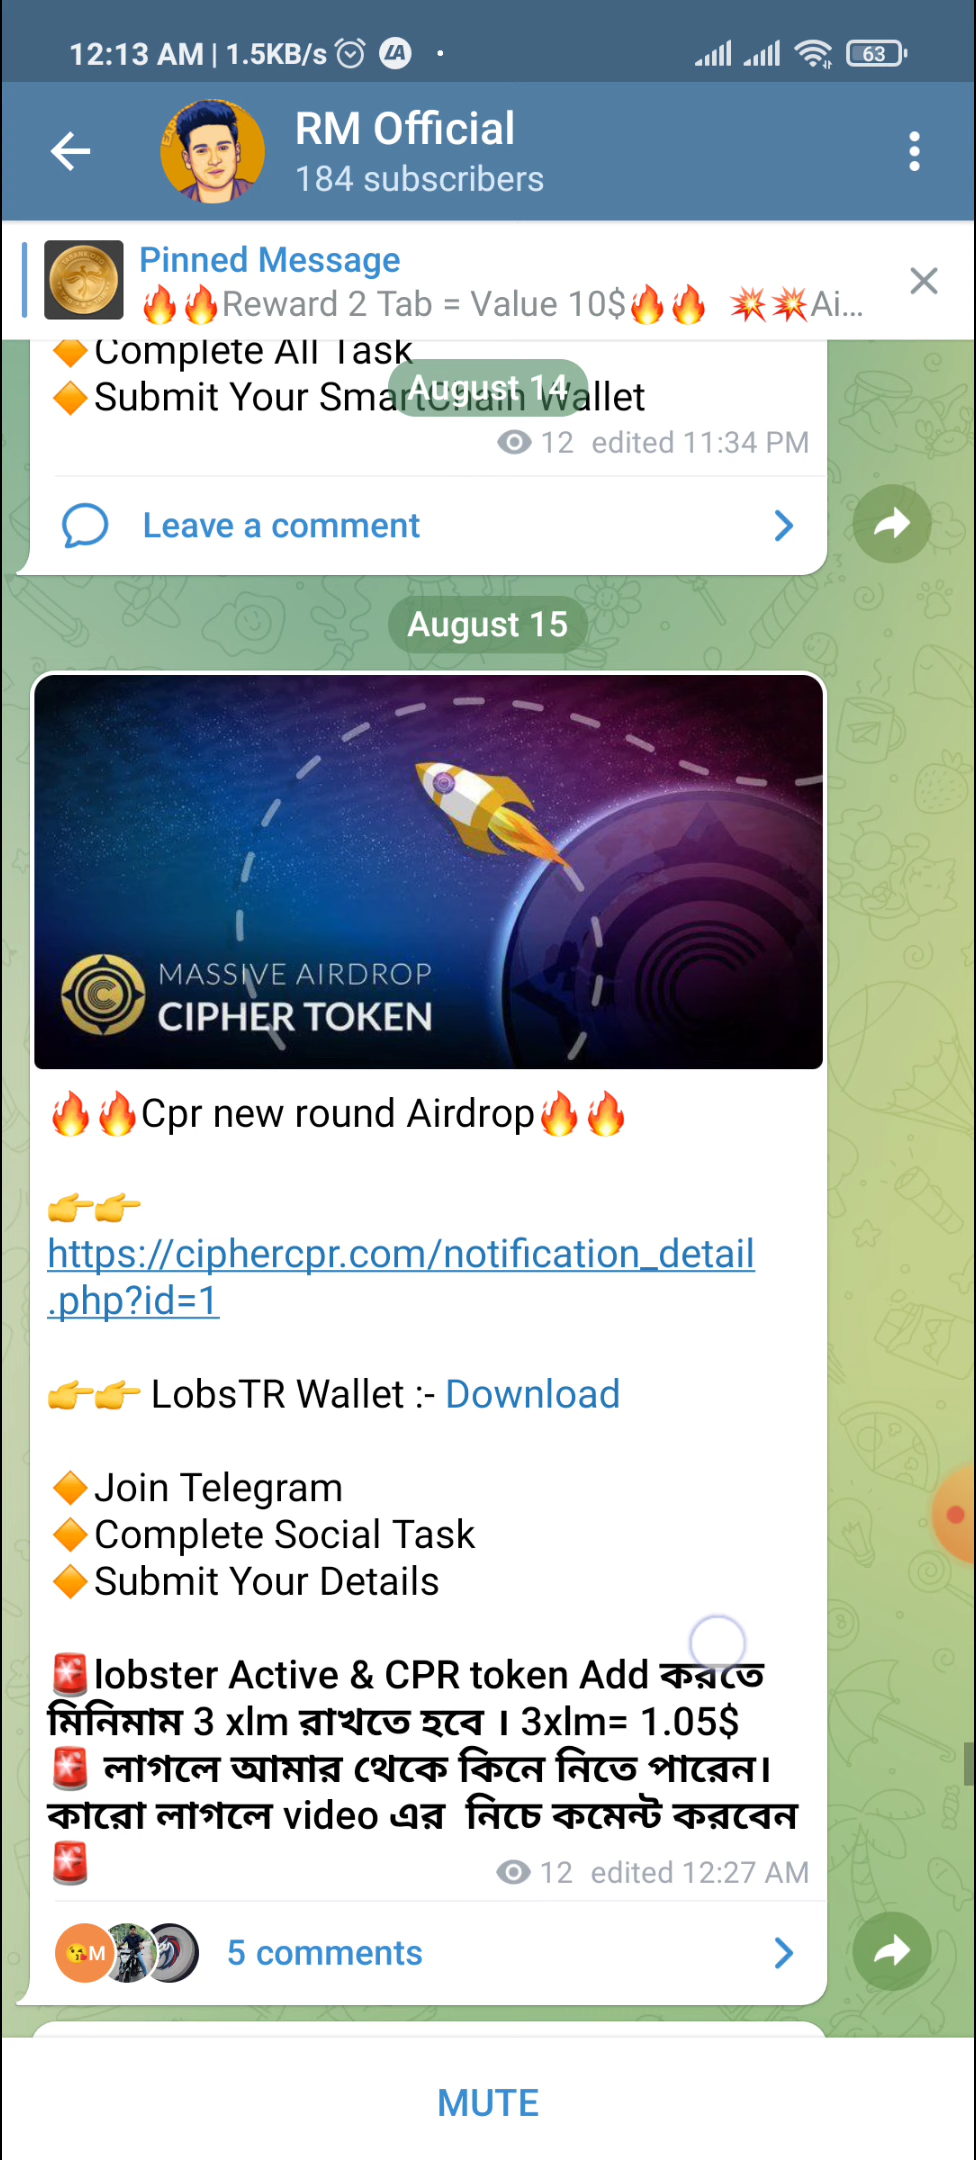 12:13 AM | 1.5KB/s
63
RM Official
184 subscribers
Pinned Message
🔥🔥Reward 2 Tab = Value 10$🔥🔥 💥💥Ai...
🔶Complete All Task
August 14
🔶Submit Your SmartChain Wallet
12 edited 11:34 PM
Leave a comment
August 15
MASSIVE AIRDROP
CIPHER TOKEN
🔥🔥Cpr new round Airdrop🔥🔥
👉👉
https://ciphercpr.com/notification_detail
.php?id=1
👉👉 LobsTR Wallet :- Download
🔶Join Telegram
🔶Complete Social Task
🔶Submit Your Details
🚨lobster Active & CPR token Add করতে
মিনিমাম 3 xlm রাখতে হবে । 3xlm= 1.05$
🚨 লাগলে আমার থেকে কিনে নিতে পারেন।
কারো লাগলে video এর নিচে কমেন্ট করবেন
🚨
12 edited 12:27 AM
M
5 comments
MUTE